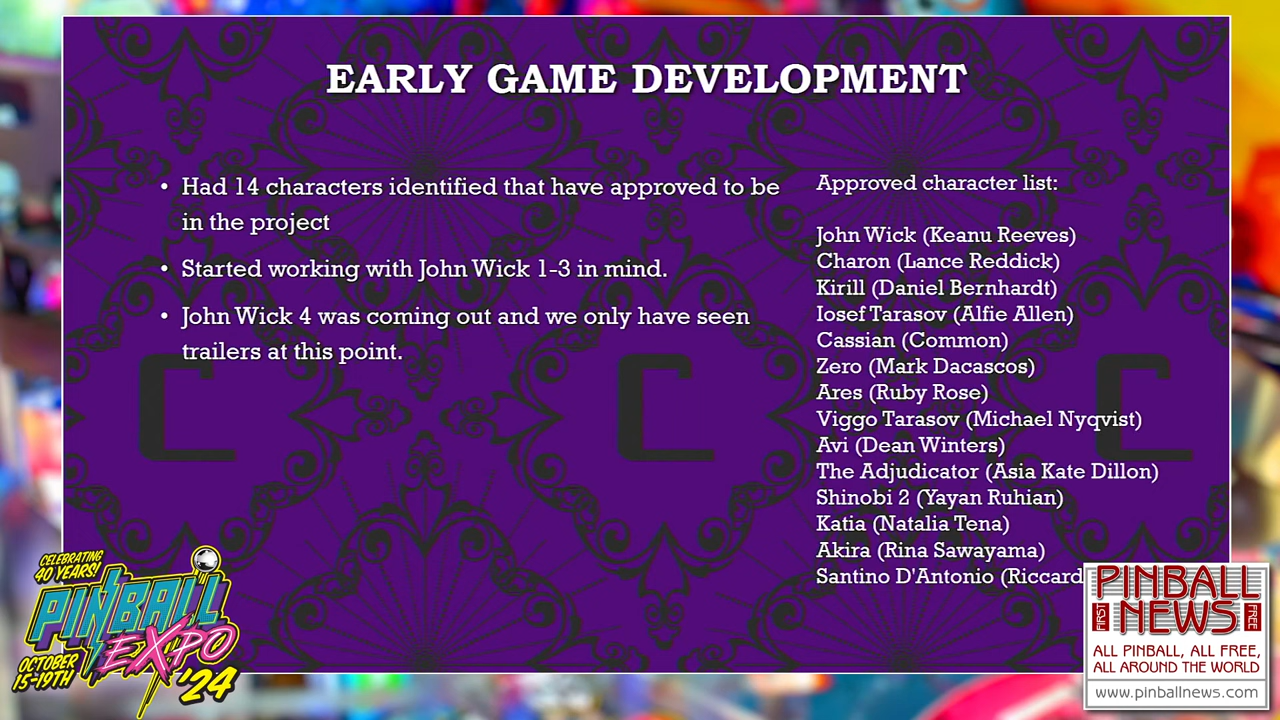 EARLY GAME DEVELOPMENT
• Had 14 characters identified that have approved to be
in the project
• Started working with John Wick 1-3 in mind.
• John Wick 4 was coming out and we only have seen
trailers at this point.
Approved character list:
John Wick (Keanu Reeves)
Charon (Lance Reddick)
Kirill (Daniel Bernhardt)
Iosef Tarasov (Alfie Allen)
Cassian (Common)
Zero (Mark Dacascos)
Ares (Ruby Rose)
Viggo Tarasov (Michael Nyqvist)
Avi (Dean Winters)
The Adjudicator (Asia Kate Dillon)
Shinobi 2 (Yayan Ruhian)
Katia (Natalia Tena)
Akira (Rina Sawayama)
Santino D'Antonio (Riccard
C C C
CELEBRATING
40 YEARS!
PINBALL
EXPO
OCTOBER
15-19TH
'24
PINBALL
FIRST NEWS FREE
ALL PINBALL, ALL FREE,
ALL AROUND THE WORLD
www.pinballnews.com